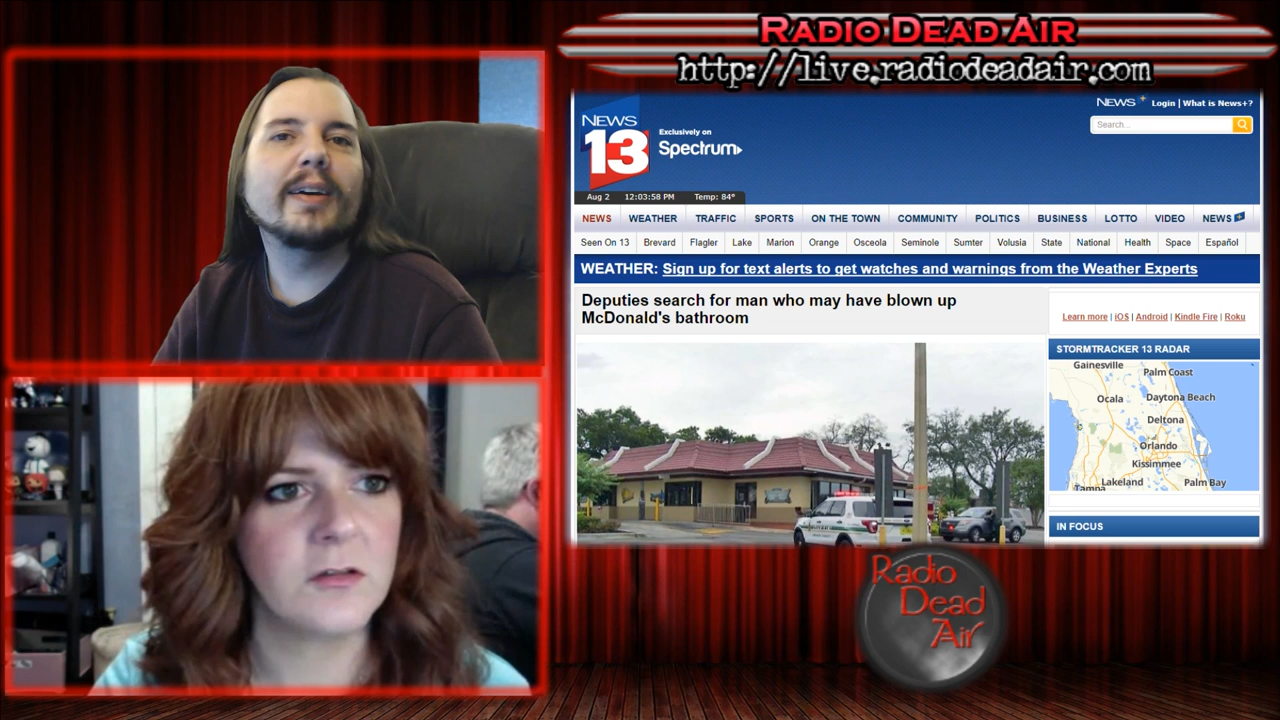 RADIO DEAD AIR
http://live.radiodeadair.com
NEWS
13
Exclusively on
Spectrum
NEWS + Login | What is News+?
Search...
Aug 2 12:03:58 PM Temp: 84°
NEWS WEATHER TRAFFIC SPORTS ON THE TOWN COMMUNITY POLITICS BUSINESS LOTTO VIDEO NEWS +
Seen On 13 | Brevard | Flagler | Lake | Marion | Orange | Osceola | Seminole | Sumter | Volusia | State | National | Health | Space | Español
WEATHER: Sign up for text alerts to get watches and warnings from the Weather Experts
Deputies search for man who may have blown up
McDonald's bathroom
Learn more | iOS | Android | Kindle Fire | Roku
STORMTRACKER 13 RADAR
Gainesville
Palm Coast
Ocala
Daytona Beach
Deltona
Orlando
Kissimmee
Lakeland
Tampa
Palm Bay
IN FOCUS
Radio
Dead
Air